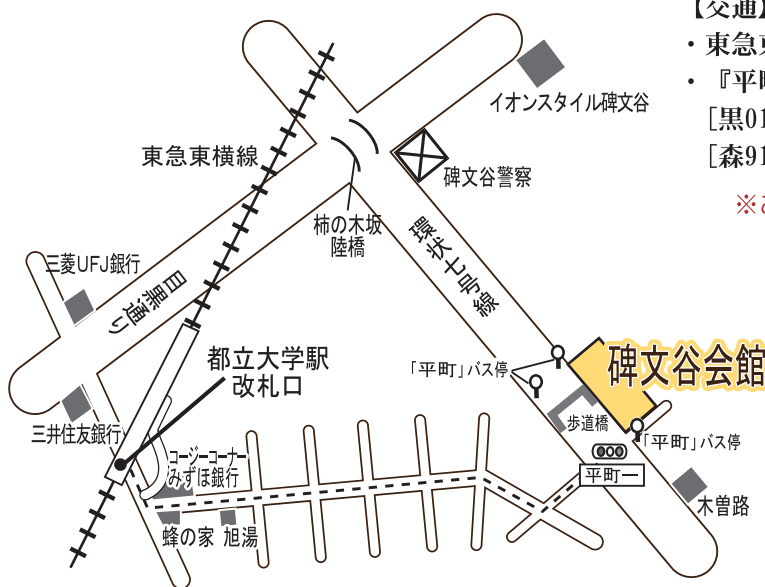 【交通】
・東急東
・『平町
［黒01
［森91
※ご
イオンスタイル碑文谷
東急東横線
碑文谷警察
柿の木坂
陸橋
環状七号線
三菱UFJ銀行
目黒通り
都立大学駅
改札口
「平町」バス停
碑文谷会館
歩道橋
三井住友銀行
「平町」バス停
コージーコーナー
みずほ銀行
平町一
木曽路
蜂の家
旭湯